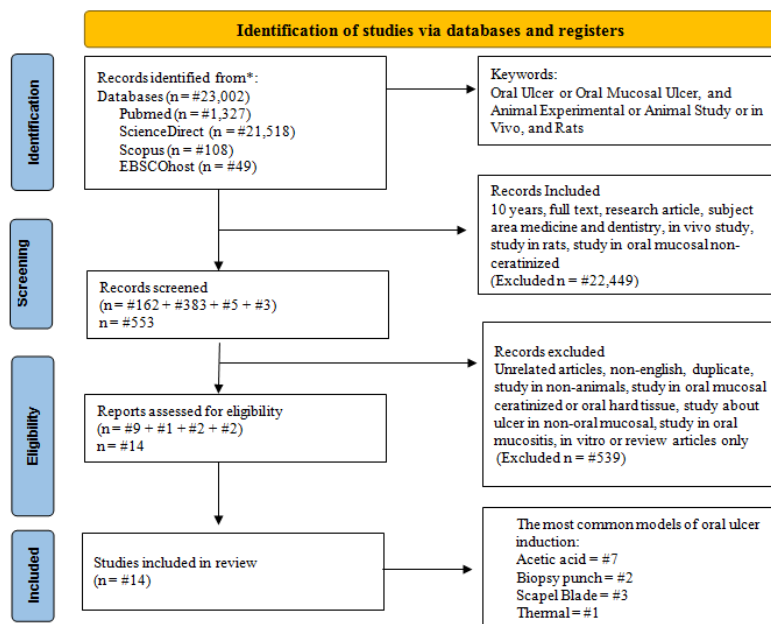 Identification of studies via databases and registers
Identification
Records identified from*:
Databases (n = #23,002)
Pubmed (n = #1,327)
ScienceDirect (n = #21,518)
Scopus (n = #108)
EBSCOhost (n = #49)
Keywords:
Oral Ulcer or Oral Mucosal Ulcer, and
Animal Experimental or Animal Study or in
Vivo, and Rats
Screening
Records Included
10 years, full text, research article, subject
area medicine and dentistry, in vivo study,
study in rats, study in oral mucosal non-
ceratinized
(Excluded n = #22,449)
Records screened
(n= #162 + #383 + #5 + #3)
n= #553
Eligibility
Records excluded
Unrelated articles, non-english, duplicate,
study in non-animals, study in oral mucosal
ceratinized or oral hard tissue, study about
ulcer in non-oral mucosal, study in oral
mucositis, in vitro or review articles only
(Excluded n = #539)
Reports assessed for eligibility
(n= #9 + #1 + #2 + #2)
n= #14
Included
Studies included in review
(n= #14)
The most common models of oral ulcer
induction:
Acetic acid = #7
Biopsy punch = #2
Scapel Blade = #3
Thermal = #1